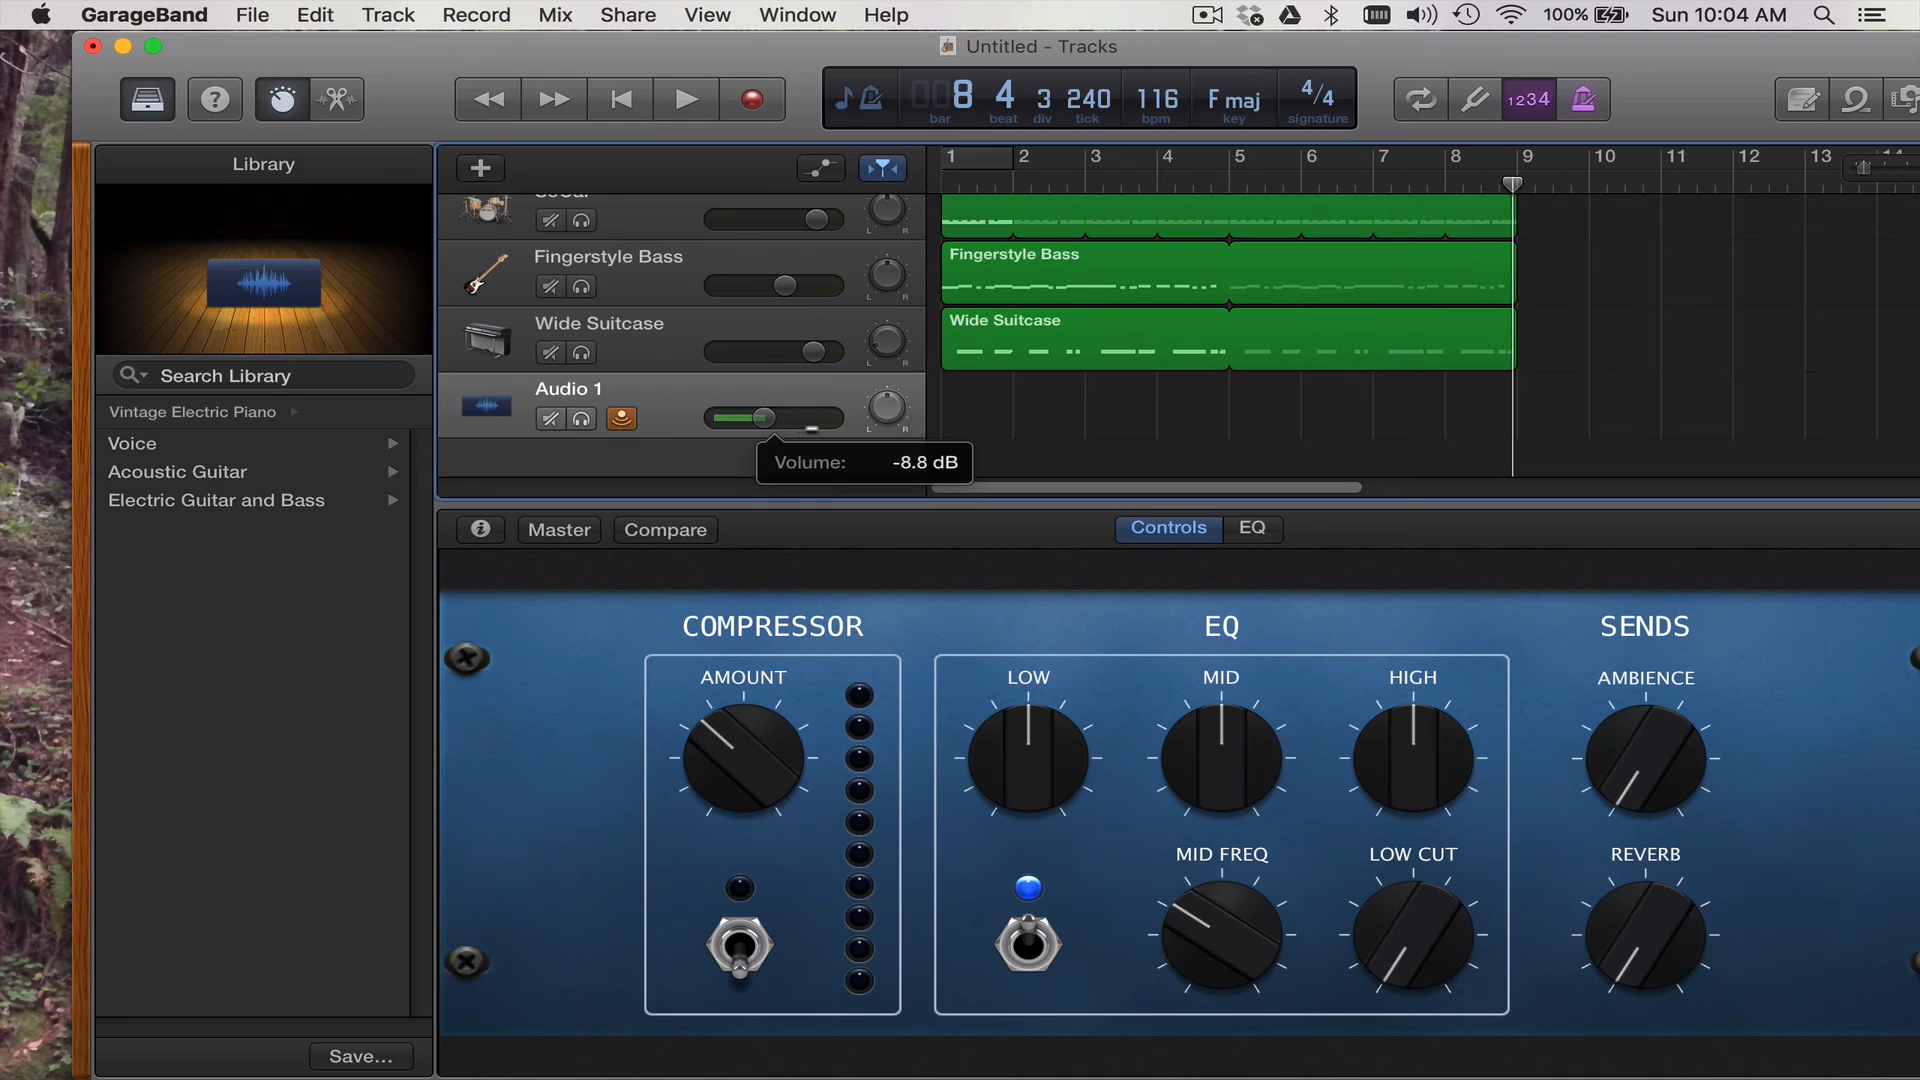 GarageBand File Edit Track Record Mix Share View Window Help 100% Sun 10:04 AM
Untitled - Tracks
8 4 3 240 116 F maj 4/4
bar beat div tick bpm key signature
1234
Library
1 2 3 4 5 6 7 8 9 10 11 12 13
L R
Fingerstyle Bass
Fingerstyle Bass
L R
Wide Suitcase
Wide Suitcase
L R
Search Library
Audio 1
L R
Vintage Electric Piano
Voice
Acoustic Guitar
Electric Guitar and Bass
Volume: -8.8 dB
Master Compare Controls EQ
COMPRESSOR EQ SENDS
AMOUNT LOW MID HIGH AMBIENCE
MID FREQ LOW CUT REVERB
Save...